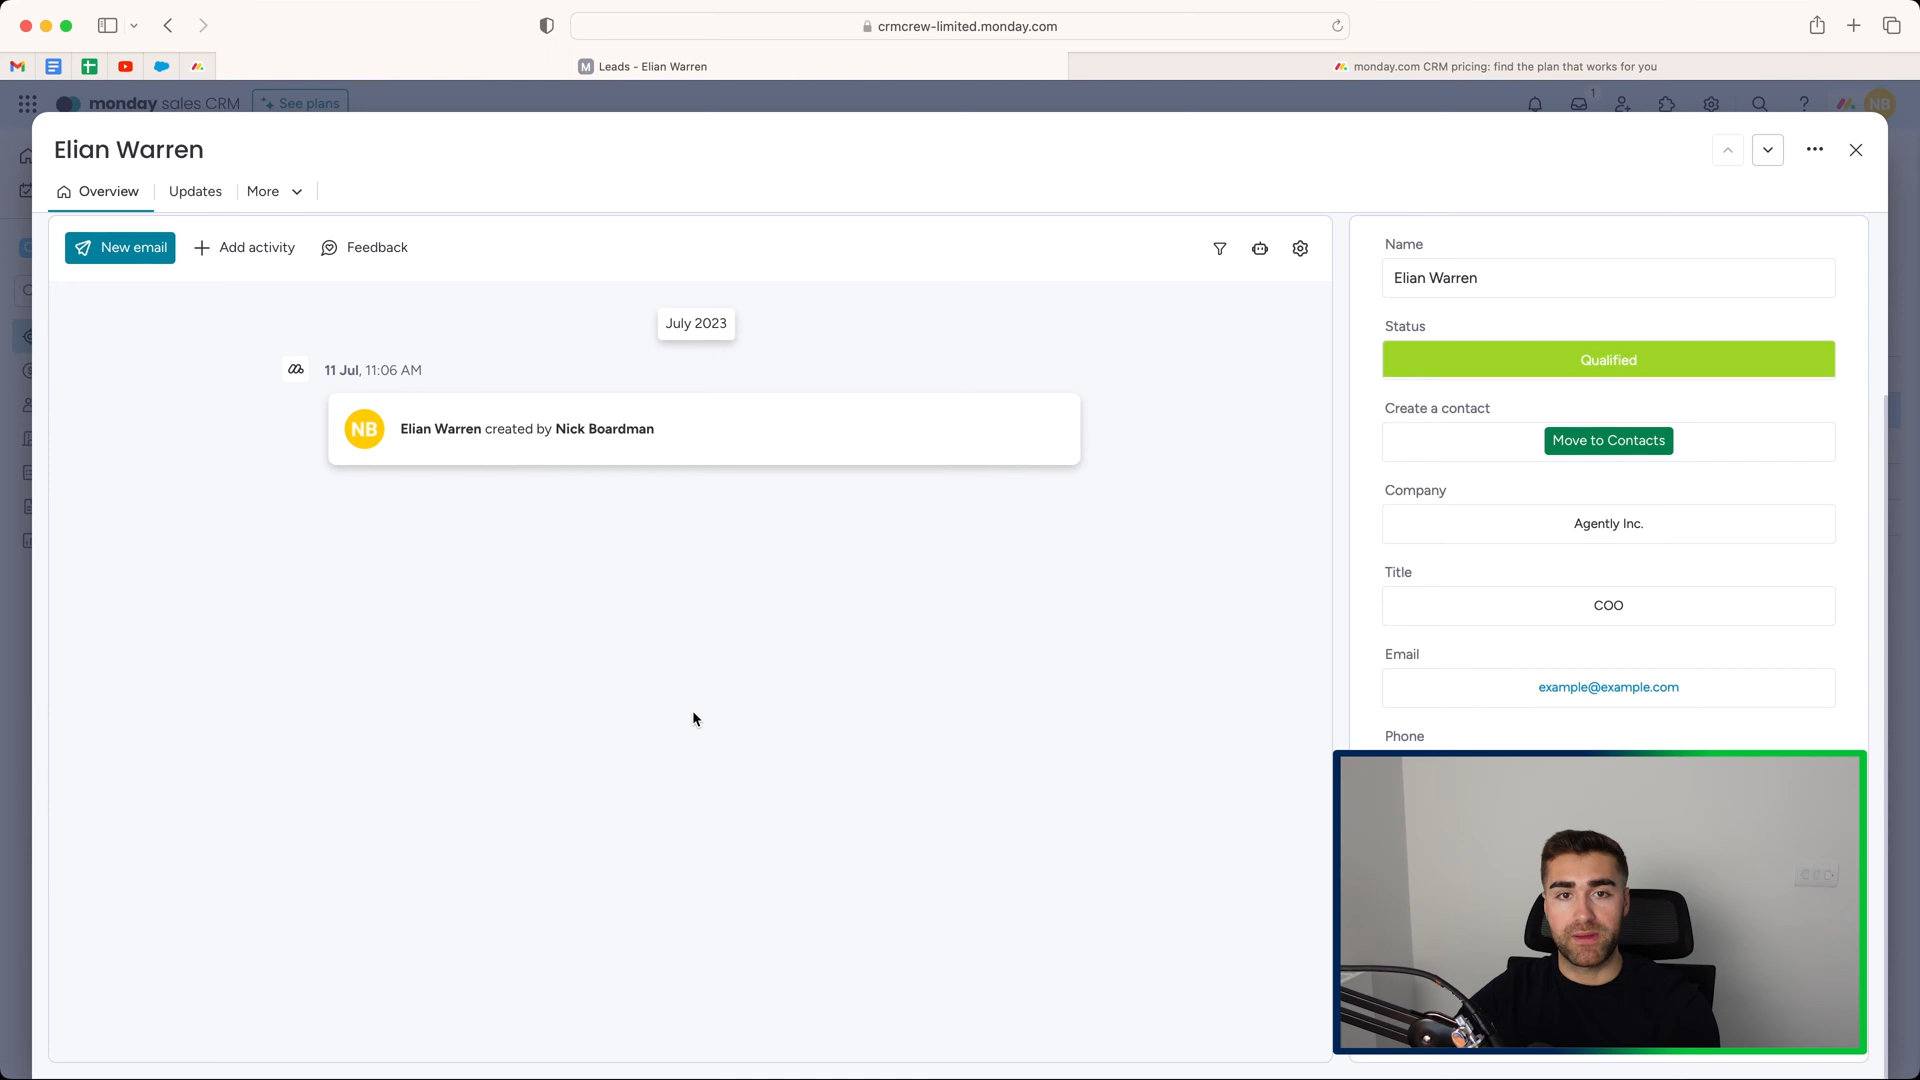 crmcrew-limited.monday.com
M Leads - Elian Warren
monday.com CRM pricing: find the plan that works for you
monday sales CRM
See plans
1
NB
Elian Warren
Overview
Updates
More
New email
Add activity
Feedback
July 2023
11 Jul, 11:06 AM
NB
Elian Warren created by Nick Boardman
Name
Elian Warren
Status
Qualified
Create a contact
Move to Contacts
Company
Agently Inc.
Title
COO
Email
example@example.com
Phone